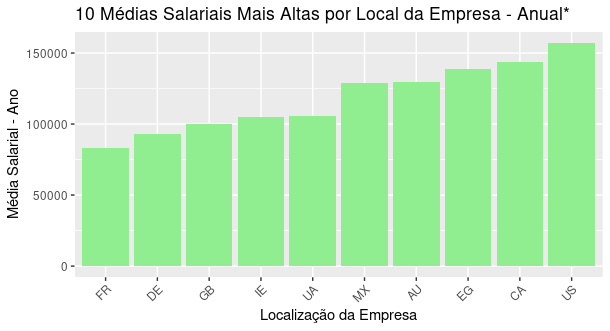 10 Médias Salariais Mais Altas por Local da Empresa - Anual*
Média Salarial - Ano
150000
100000
50000
0
FR DE GB IE UA MX AU EG CA US
Localização da Empresa